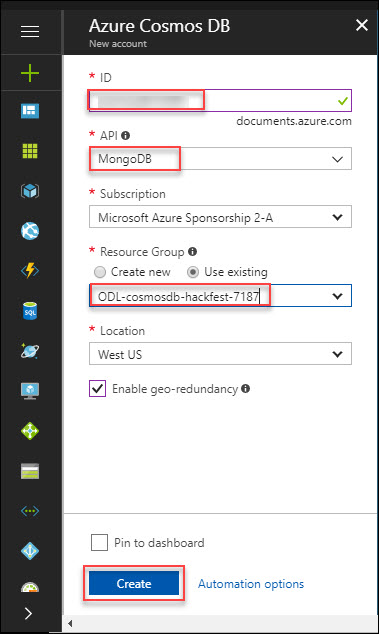 Azure Cosmos DB
New account
* ID
documents.azure.com
* API
MongoDB
* Subscription
Microsoft Azure Sponsorship 2-A
* Resource Group
Create new Use existing
ODL-cosmosdb-hackfest-7187
* Location
West US
Enable geo-redundancy
Pin to dashboard
Create Automation options
SQL